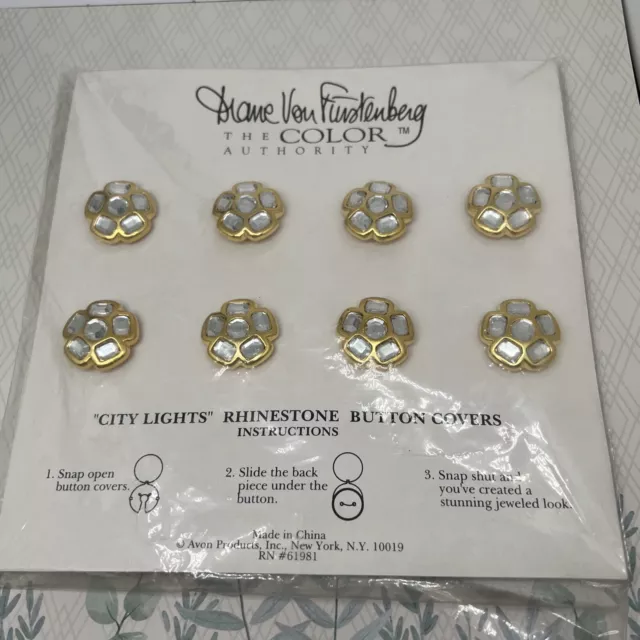 Diane Von Furstenberg
THE COLOR ™
AUTHORITY
"CITY LIGHTS" RHINESTONE BUTTON COVERS
INSTRUCTIONS
1. Snap open
button covers.
2. Slide the back
piece under the
button.
3. Snap shut and
you've created a
stunning jeweled look.
Made in China
© Avon Products, Inc., New York, N.Y. 10019
RN #61981